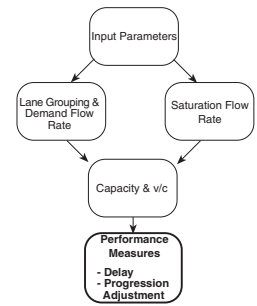 Input Parameters
Lane Grouping &
Demand Flow
Rate
Saturation Flow
Rate
Capacity & v/c
Performance
Measures
- Delay
- Progression
Adjustment